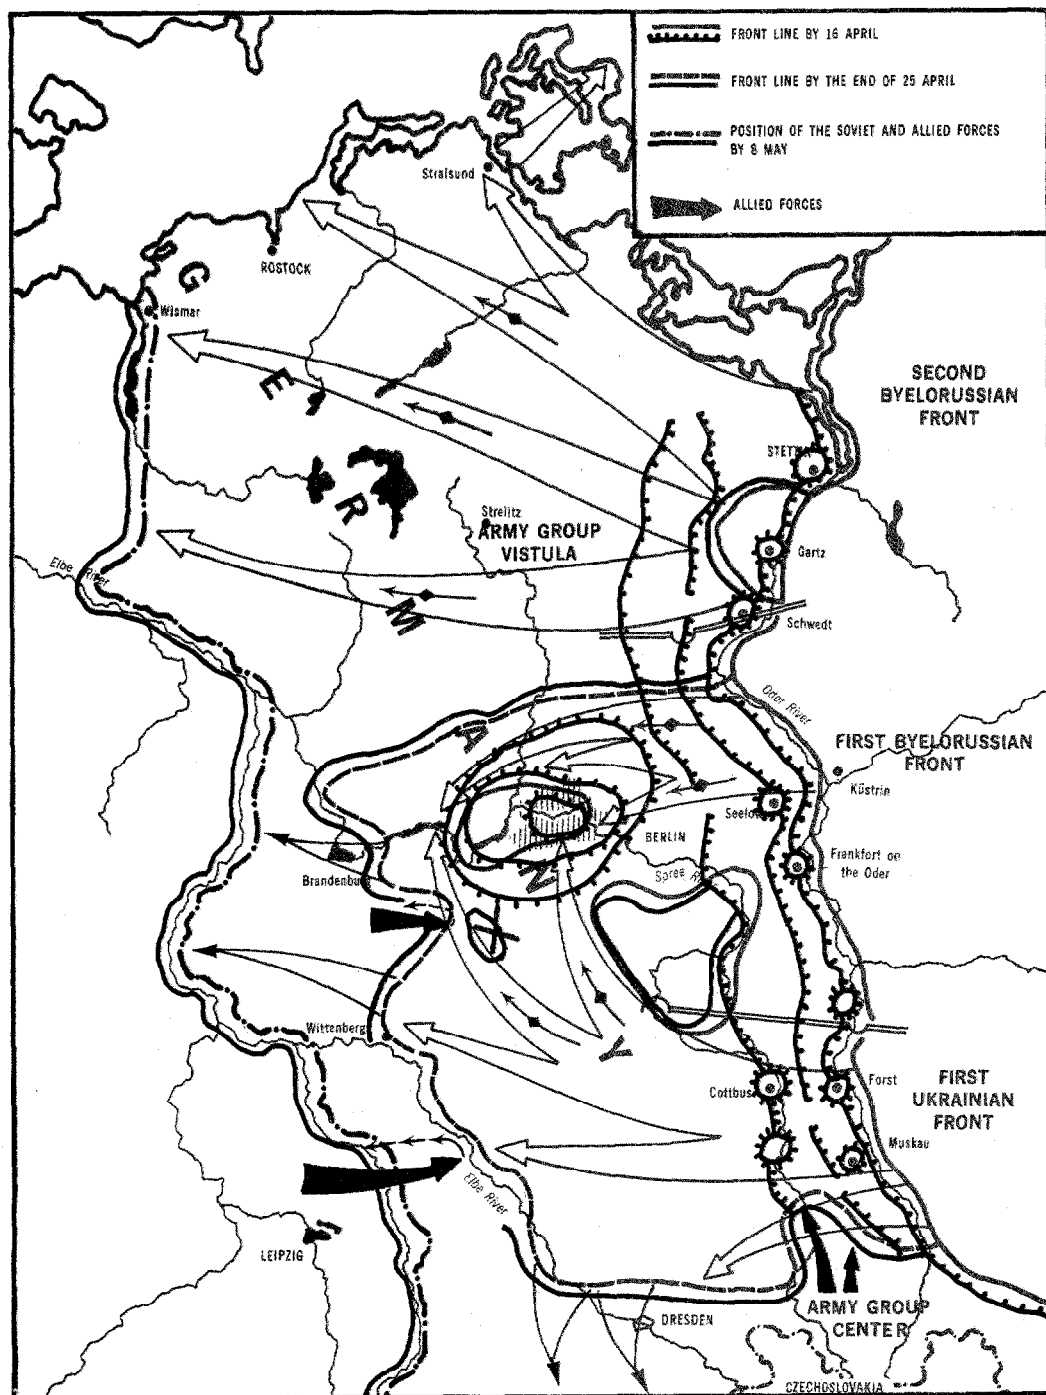 FRONT LINE BY 16 APRIL
FRONT LINE BY THE END OF 25 APRIL
POSITION OF THE SOVIET AND ALLIED FORCES
BY 8 MAY
ALLIED FORCES
Stralsund
ROSTOCK
Wismar
GERMANY
SECOND
BYELORUSSIAN
FRONT
Strelitz
ARMY GROUP
VISTULA
Gartz
Elbe River
Schwedt
Oder River
FIRST BYELORUSSIAN
FRONT
Küstrin
BERLIN
Frankfort on
the Oder
Spree R
Brandenbu
Wittenberg
Cottbus
Forst
FIRST
UKRAINIAN
FRONT
Muskau
Elbe River
LEIPZIG
DRESDEN
ARMY GROUP
CENTER
CZECHOSLOVAKIA